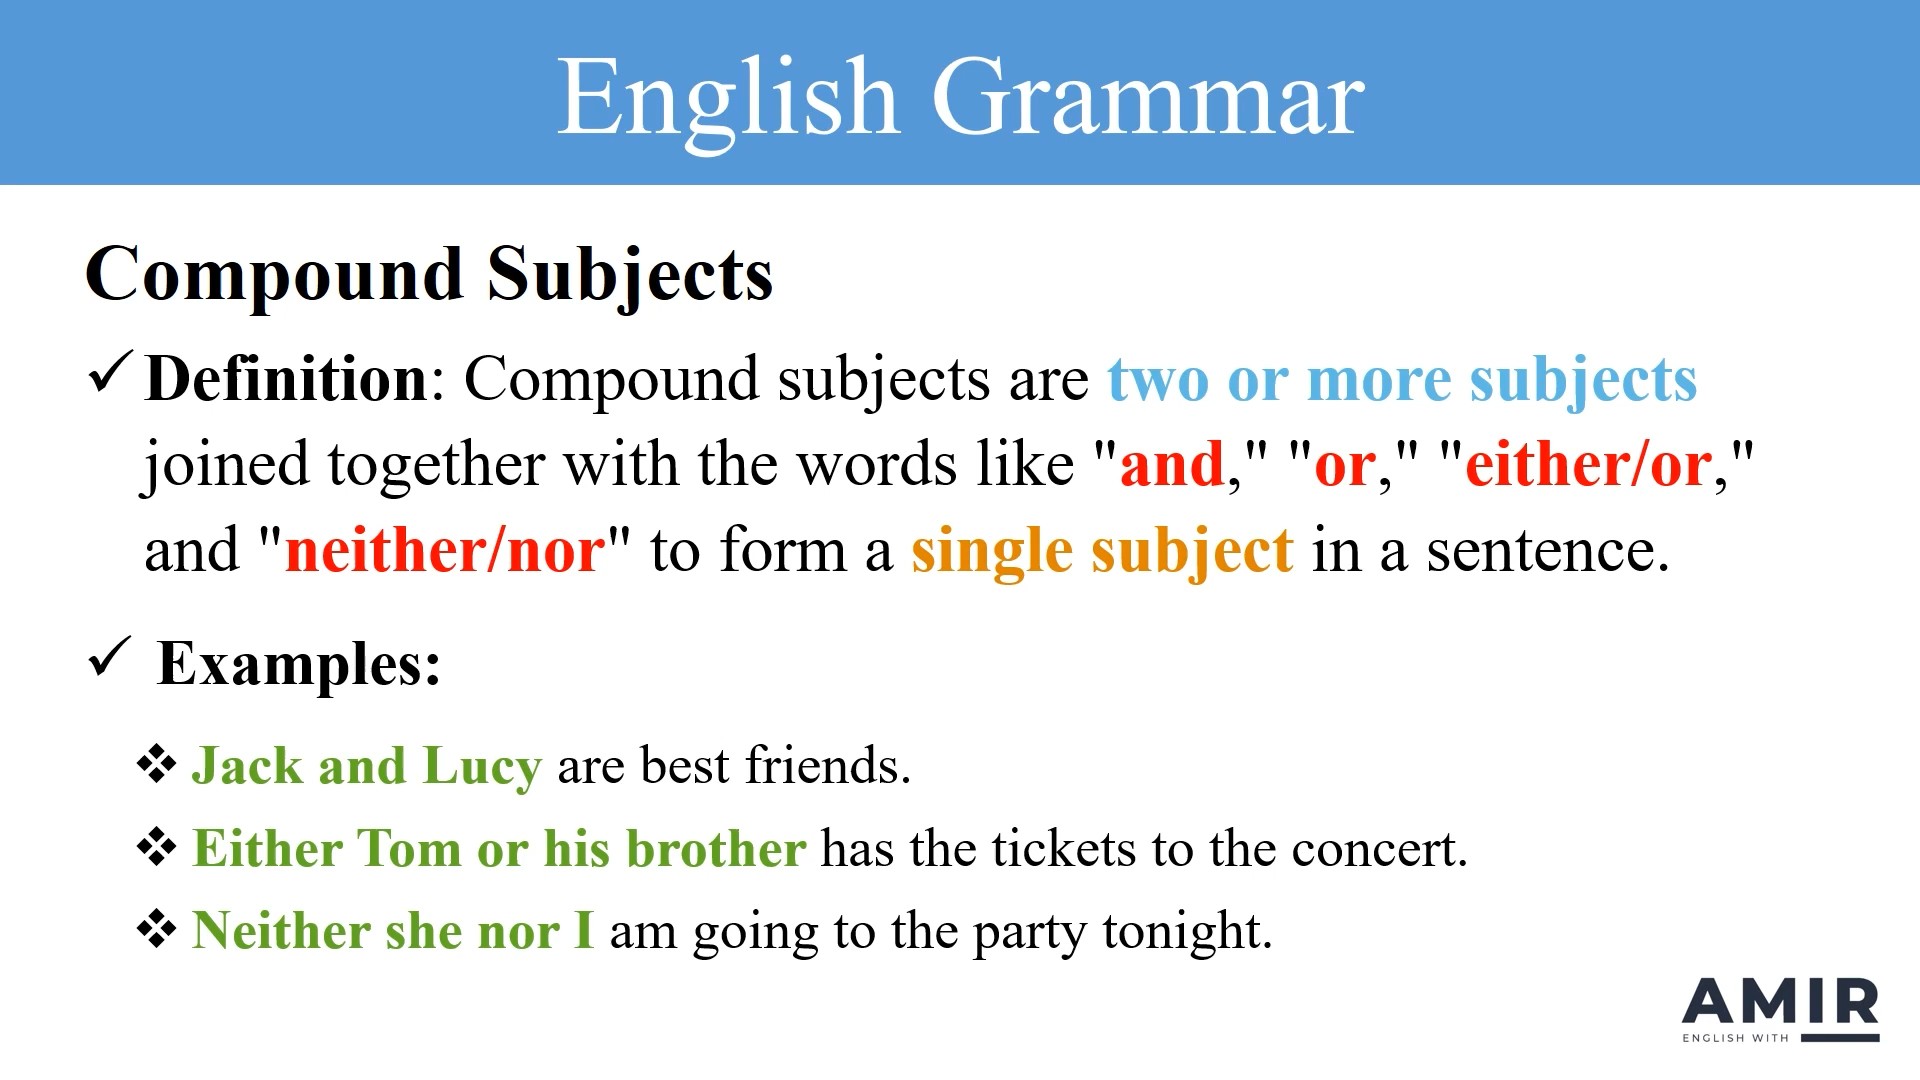 English Grammar
Compound Subjects
✓ Definition: Compound subjects are two or more subjects
joined together with the words like "and," "or," "either/or,"
and "neither/nor" to form a single subject in a sentence.
✓ Examples:
❖ Jack and Lucy are best friends.
❖ Either Tom or his brother has the tickets to the concert.
❖ Neither she nor I am going to the party tonight.
AMIR
ENGLISH WITH